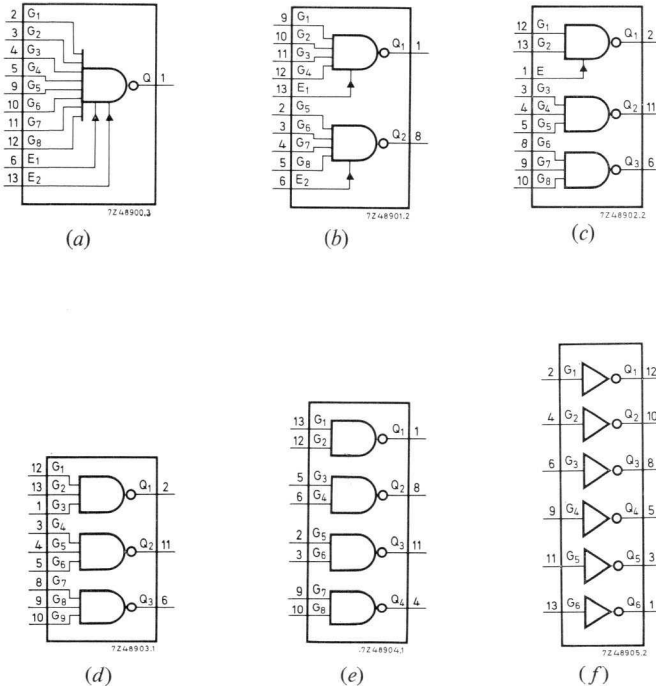 2 G1
3 G2
4 G3
5 G4
9 G5
10 G6
11 G7
12 G8
6 E1
13 E2
Q 1
7Z48900.3
(a)
9 G1
10 G2
11 G3
12 G4
13 E1
Q1 1
2 G5
3 G6
4 G7
5 G8
6 E2
Q2 8
7Z48901.2
(b)
12 G1
13 G2
1 E
Q1 2
3 G3
4 G4
5 G5
Q2 11
8 G6
9 G7
10 G8
Q3 6
7Z48902.2
(c)
12 G1
13 G2
1 G3
Q1 2
3 G4
4 G5
5 G6
Q2 11
8 G7
9 G8
10 G9
Q3 6
7Z48903.1
(d)
13 G1
12 G2
Q1 1
5 G3
6 G4
Q2 8
2 G5
3 G6
Q3 11
9 G7
10 G8
Q4 4
7Z48904.1
(e)
2 G1 Q1 12
4 G2 Q2 10
6 G3 Q3 8
9 G4 Q4 5
11 G5 Q5 3
13 G6 Q6 1
7Z48905.2
(f)